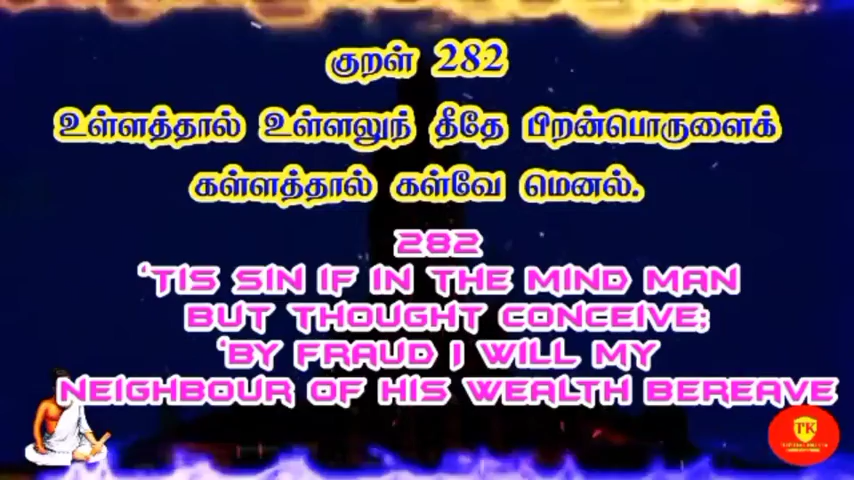 குறள் 282
உள்ளத்தால் உள்ளலுந் தீதே பிறன்பொருளைக்
கள்ளத்தால் கள்வே மெனல்.
282
'TIS SIN IF IN THE MIND MAN
BUT THOUGHT CONCEIVE;
'BY FRAUD I WILL MY
NEIGHBOUR OF HIS WEALTH BEREAVE
TK